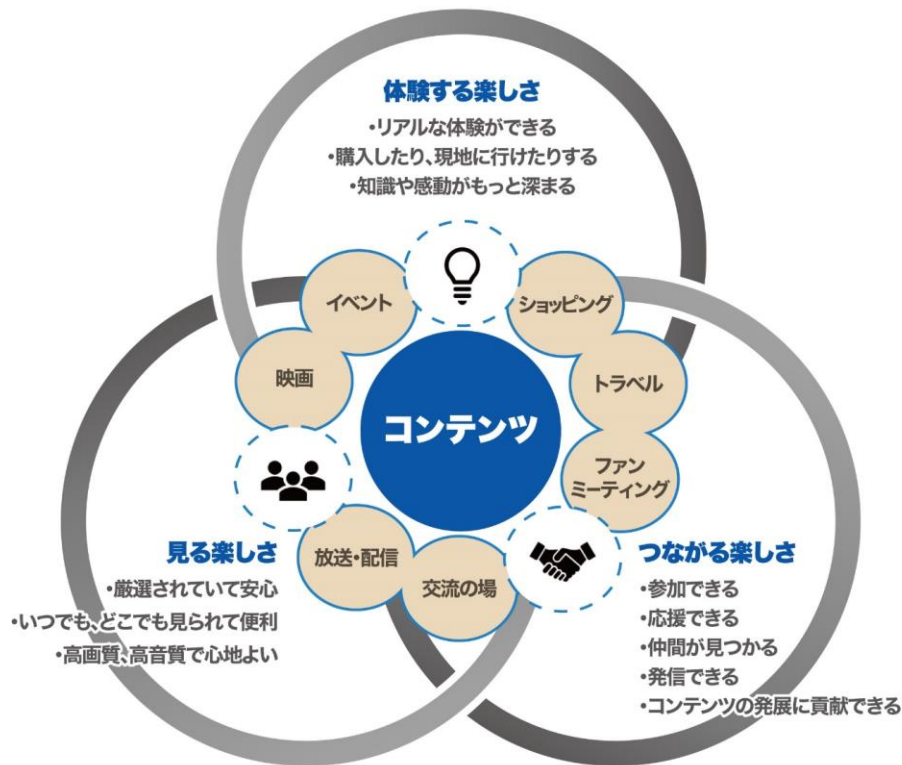 体験する楽しさ
・リアルな体験ができる
・購入したり、現地に行けたりする
・知識や感動がもっと深まる
イベント
ショッピング
映画
トラベル
コンテンツ
ファン
ミーティング
放送・配信
交流の場
見る楽しさ
・厳選されていて安心
・いつでも、どこでも見られて便利
・高画質、高音質で心地よい
つながる楽しさ
・参加できる
・応援できる
・仲間が見つかる
・発信できる
・コンテンツの発展に貢献できる